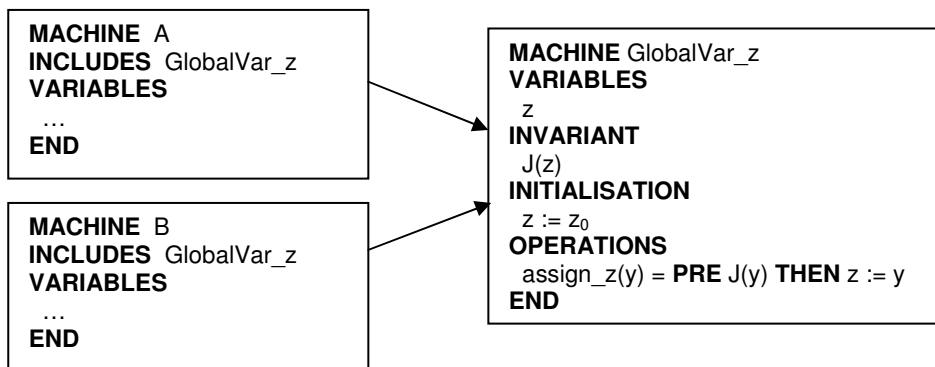 MACHINE A
INCLUDES GlobalVar_z
VARIABLES
...
END
MACHINE B
INCLUDES GlobalVar_z
VARIABLES
...
END
MACHINE GlobalVar_z
VARIABLES
z
INVARIANT
J(z)
INITIALISATION
z := z₀
OPERATIONS
assign_z(y) = PRE J(y) THEN z := y
END